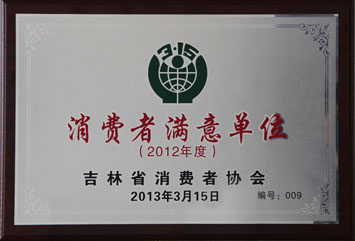 3·15
消费者满意单位
(2012年度)
吉林省消费者协会
2013年3月15日
编号：009